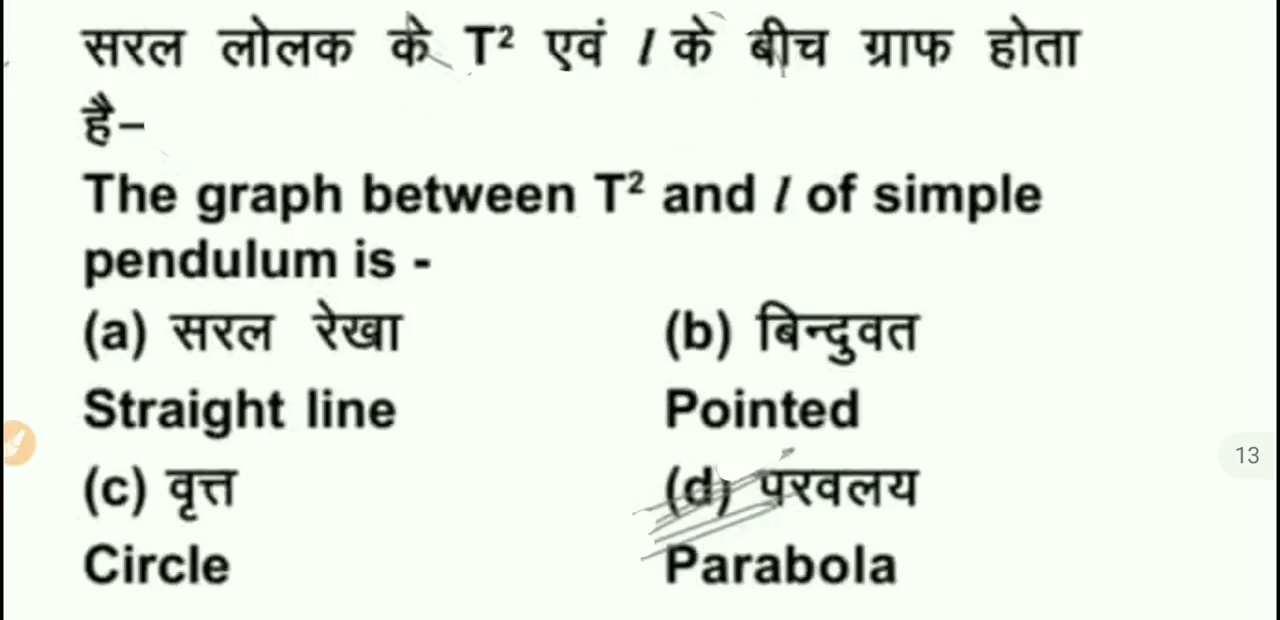 सरल लोलक के T² एवं l के बीच ग्राफ होता
है–
The graph between T² and l of simple
pendulum is -
(a) सरल रेखा (b) बिन्दुवत
Straight line Pointed
13
(c) वृत्त (d) परवलय
Circle Parabola